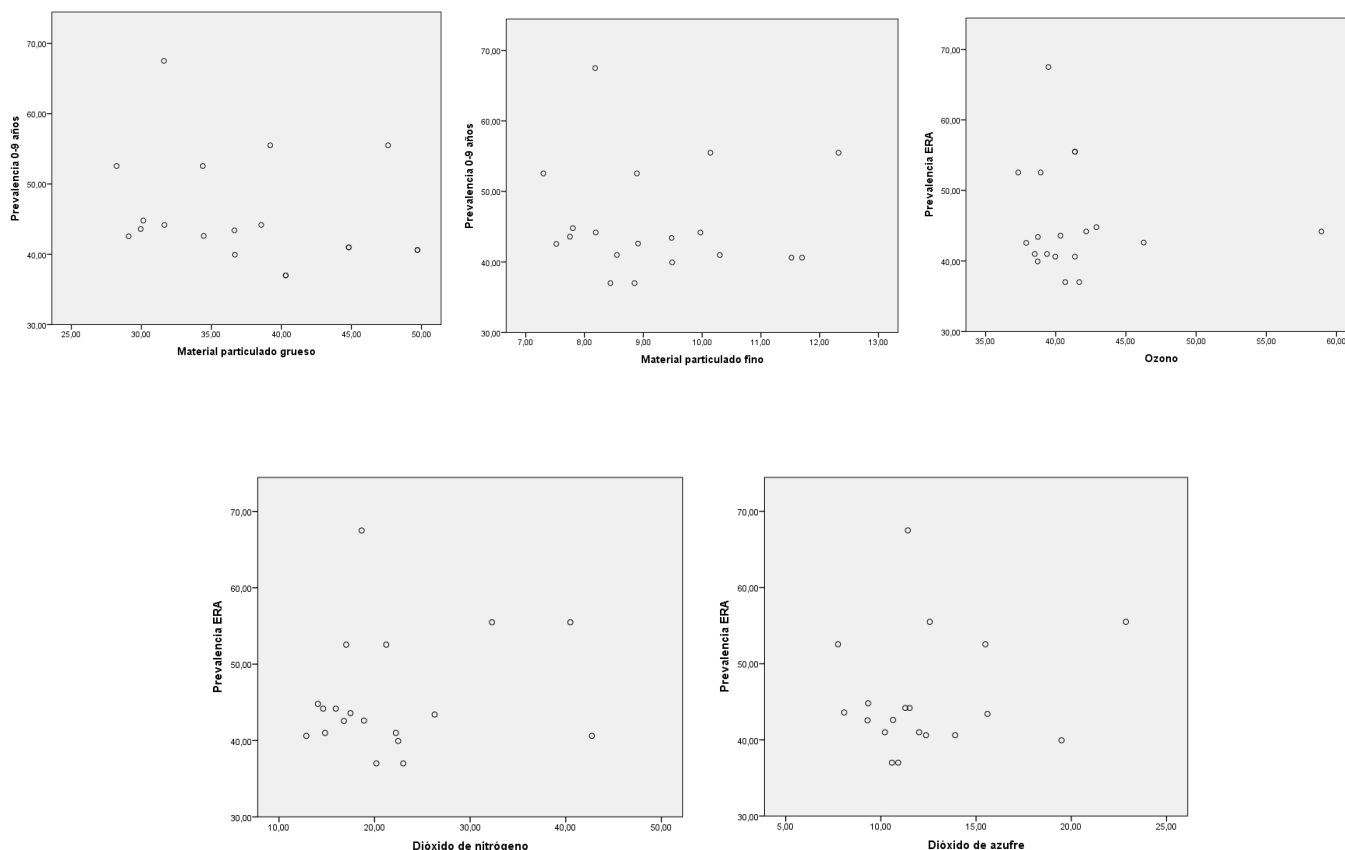 70,00
60,00
50,00
40,00
30,00
Prevalencia 0-9 años
25,00 30,00 35,00 40,00 45,00 50,00
Material particulado grueso
70,00
60,00
50,00
40,00
30,00
Prevalencia 0-9 años
7,00 8,00 9,00 10,00 11,00 12,00 13,00
Material particulado fino
70,00
60,00
50,00
40,00
30,00
Prevalencia ERA
35,00 40,00 45,00 50,00 55,00 60,00
Ozono
70,00
60,00
50,00
40,00
30,00
Prevalencia ERA
10,00 20,00 30,00 40,00 50,00
Dióxido de nitrógeno
70,00
60,00
50,00
40,00
30,00
Prevalencia ERA
5,00 10,00 15,00 20,00 25,00
Dióxido de azufre